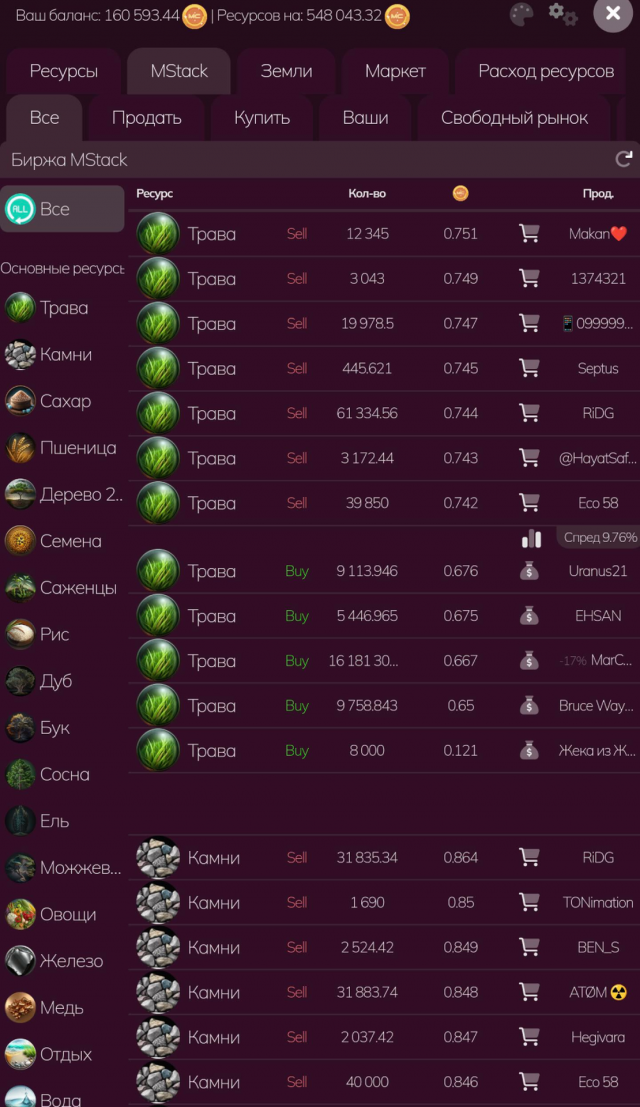 Ваш баланс: 160 593.44 MC | Ресурсов на: 548 043.32 MC
Ресурсы MStack Земли Маркет Расход ресурсов
Все Продать Купить Ваши Свободный рынок
Биржа MStack
ALL Все
Основные ресурсь
Трава
Камни
Сахар
Пшеница
Дерево 2..
Семена
Саженцы
Рис
Дуб
Бук
Сосна
Ель
Можжев...
Овощи
Железо
Медь
Отдых
Вода
Ресурс Кол-во Прод.
Трава Sell 12 345 0.751 Makan❤️
Трава Sell 3 043 0.749 1374321
Трава Sell 19 978.5 0.747 📱099999...
Трава Sell 445.621 0.745 Septus
Трава Sell 61 334.56 0.744 RiDG
Трава Sell 3 172.44 0.743 @HayatSaf...
Трава Sell 39 850 0.742 Eco 58
Спред 9.76%
Трава Buy 9 113.946 0.676 Uranus21
Трава Buy 5 446.965 0.675 EHSAN
Трава Buy 16 181 30... 0.667 -17% MarC...
Трава Buy 9 758.843 0.65 Bruce Way...
Трава Buy 8 000 0.121 Жека из Ж...
Камни Sell 31 835.34 0.864 RiDG
Камни Sell 1 690 0.85 TONimation
Камни Sell 2 524.42 0.849 BEN_S
Камни Sell 31 883.74 0.848 ATØM ☢️
Камни Sell 2 037.42 0.847 Hegivara
Камни Sell 40 000 0.846 Eco 58